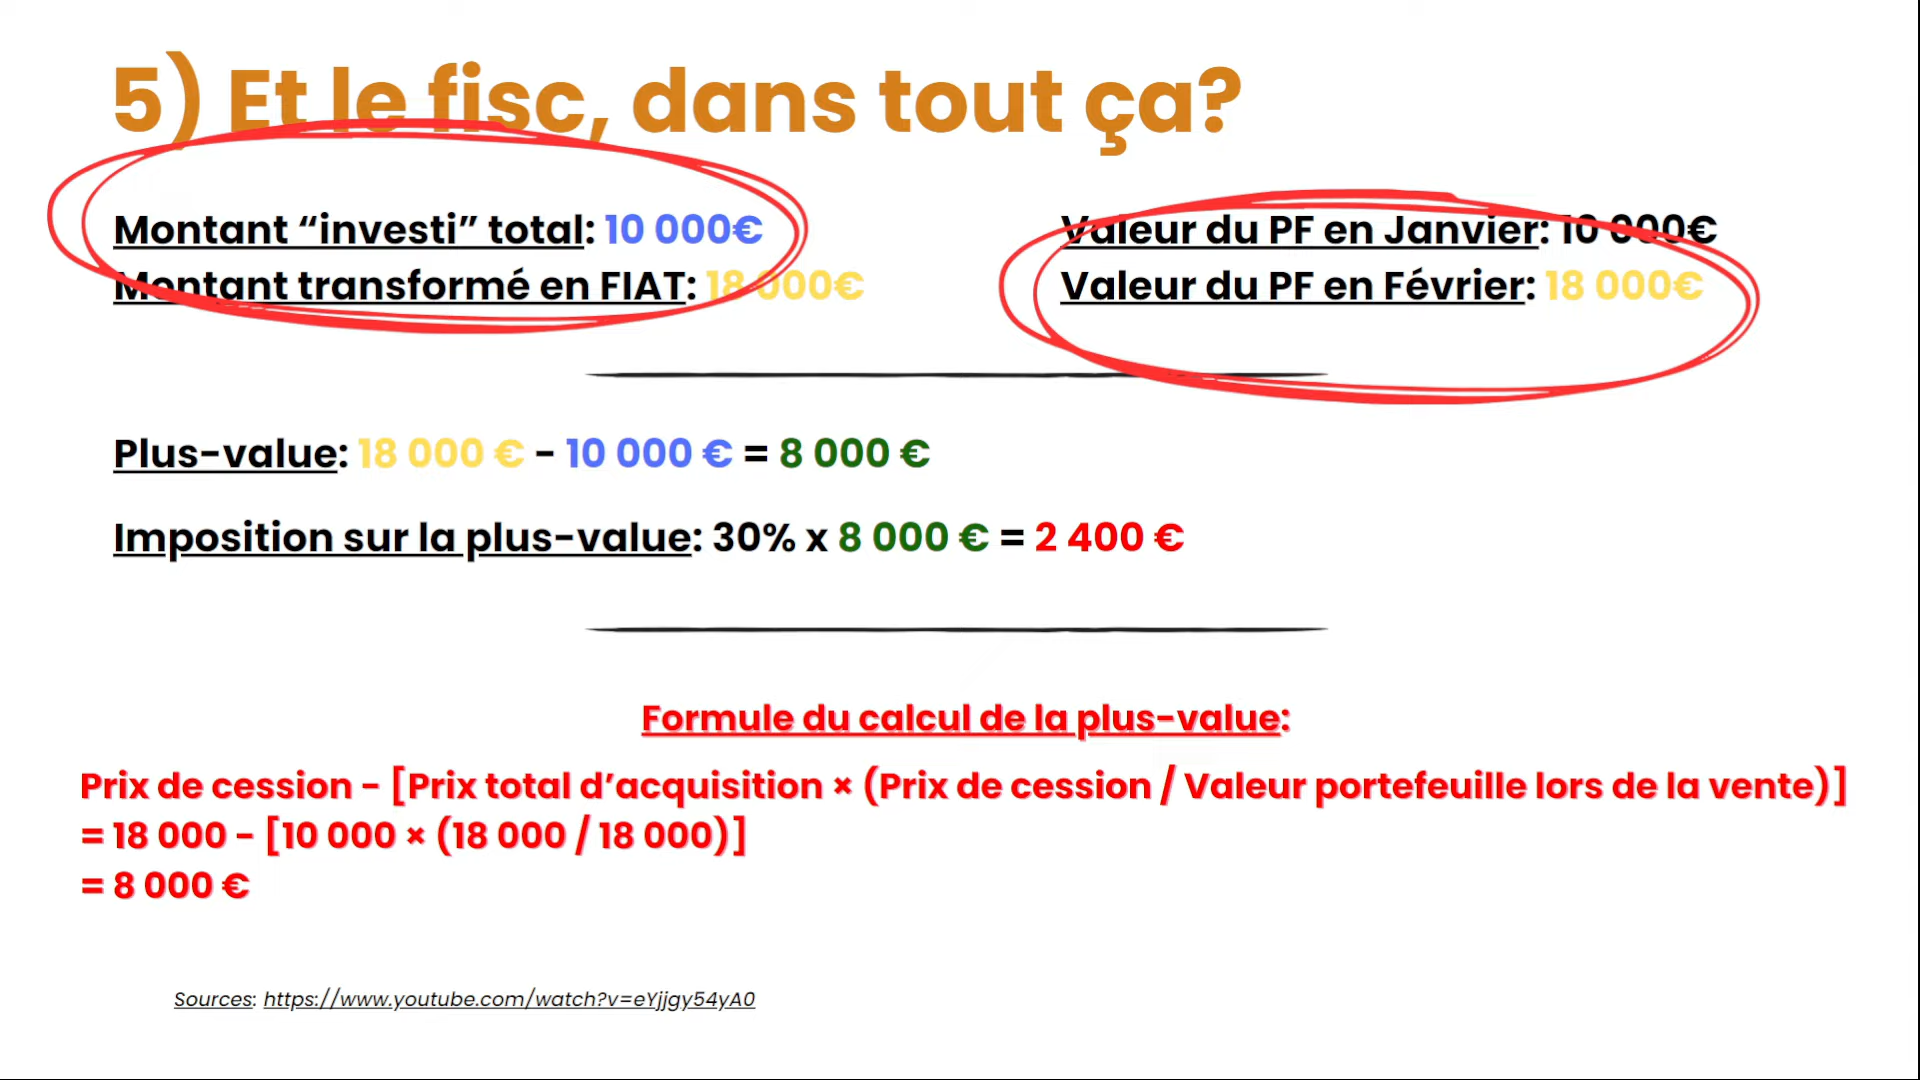 5) Et le fisc, dans tout ça?
Montant “investi” total: 10 000€
Montant transformé en FIAT: 18 000€
Valeur du PF en Janvier: 10 000€
Valeur du PF en Février: 18 000€
Plus-value: 18 000 € - 10 000 € = 8 000 €
Imposition sur la plus-value: 30% x 8 000 € = 2 400 €
Formule du calcul de la plus-value:
Prix de cession - [Prix total d’acquisition × (Prix de cession / Valeur portefeuille lors de la vente)]
= 18 000 - [10 000 × (18 000 / 18 000)]
= 8 000 €
Sources: https://www.youtube.com/watch?v=eYjjgy54yA0